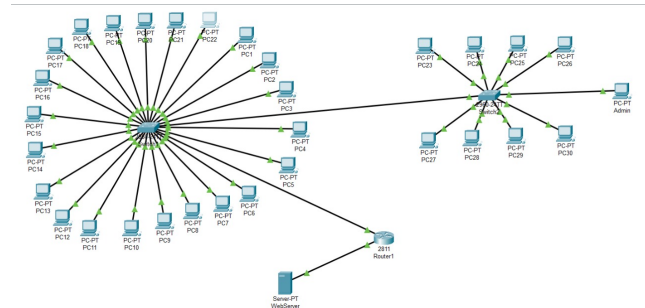 PC-PT
PC18
PC-PT
PC19
PC-PT
PC20
PC-PT
PC21
PC-PT
PC22
PC-PT
PC17
PC-PT
PC1
PC-PT
PC16
PC-PT
PC2
PC-PT
PC3
PC-PT
PC15
PC-PT
PC4
PC-PT
PC14
PC-PT
PC5
PC-PT
PC13
PC-PT
PC12
PC-PT
PC11
PC-PT
PC10
PC-PT
PC9
PC-PT
PC8
PC-PT
PC7
PC-PT
PC6
PC-PT
PC23
PC-PT
PC24
PC-PT
PC25
PC-PT
PC26
2960-24TT
Switch2
PC-PT
Admin
PC-PT
PC27
PC-PT
PC28
PC-PT
PC29
PC-PT
PC30
2811
Router1
Server-PT
WebServer